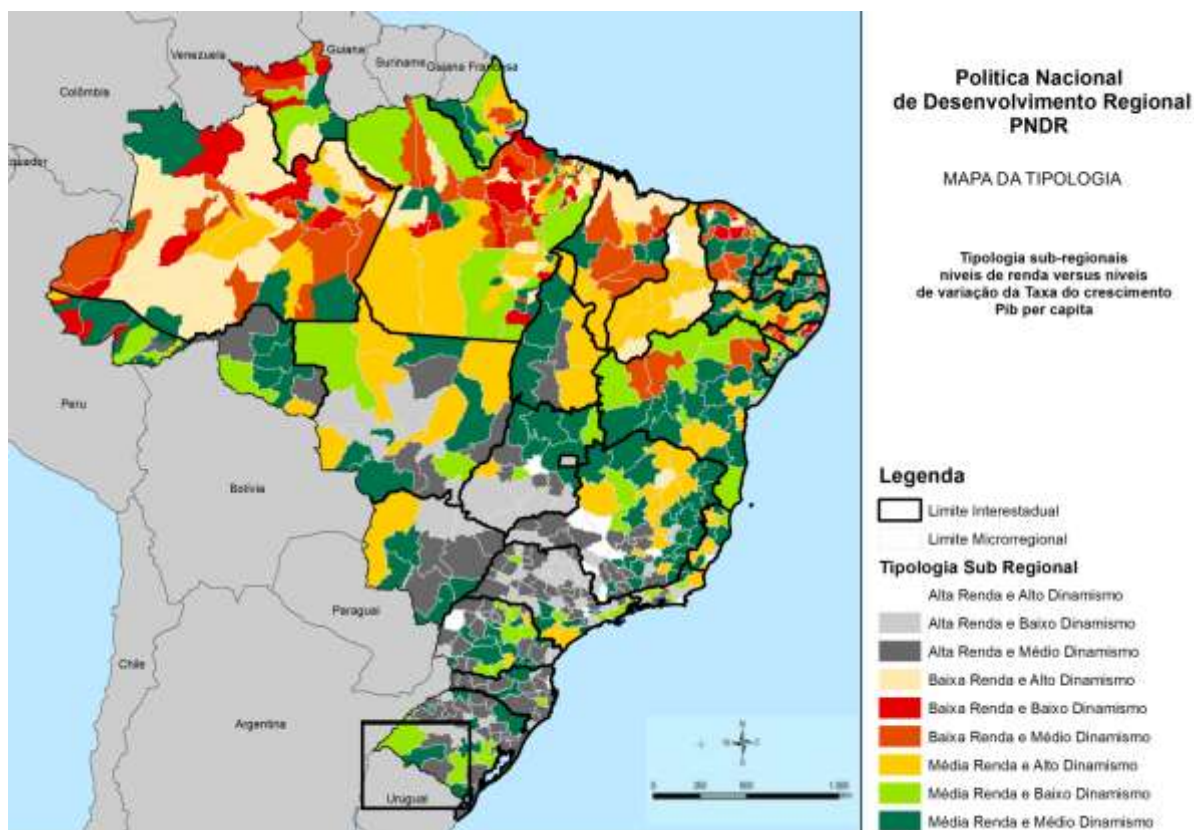 Politica Nacional
de Desenvolvimento Regional
PNDR
MAPA DA TIPOLOGIA
Tipologia sub-regionais
niveis de renda versus niveis
de variação da Taxa do crescimento
Pib per capita
Venezuela
Guiana
Suriname
Guiana Francesa
Colômbia
Peru
Bolívia
Paraguai
Chile
Argentina
Uruguai
Legenda
Limite Interestadual
Limite Microrregional
Tipologia Sub Regional
Alta Renda e Alto Dinamismo
Alta Renda e Baixo Dinamismo
Alta Renda e Médio Dinamismo
Baixa Renda e Alto Dinamismo
Baixa Renda e Baixo Dinamismo
Baixa Renda e Médio Dinamismo
Média Renda e Alto Dinamismo
Média Renda e Baixo Dinamismo
Média Renda e Médio Dinamismo
N
S
0